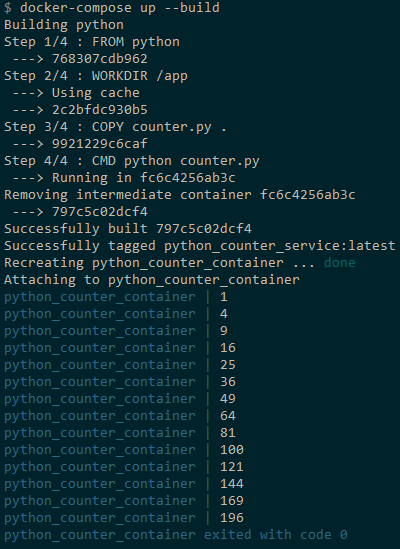 $ docker-compose up --build
Building python
Step 1/4 : FROM python
 ---> 768307cdb962
Step 2/4 : WORKDIR /app
 ---> Using cache
 ---> 2c2bfdc930b5
Step 3/4 : COPY counter.py .
 ---> 9921229c6caf
Step 4/4 : CMD python counter.py
 ---> Running in fc6c4256ab3c
Removing intermediate container fc6c4256ab3c
 ---> 797c5c02dcf4
Successfully built 797c5c02dcf4
Successfully tagged python_counter_service:latest
Recreating python_counter_container ... done
Attaching to python_counter_container
python_counter_container | 1
python_counter_container | 4
python_counter_container | 9
python_counter_container | 16
python_counter_container | 25
python_counter_container | 36
python_counter_container | 49
python_counter_container | 64
python_counter_container | 81
python_counter_container | 100
python_counter_container | 121
python_counter_container | 144
python_counter_container | 169
python_counter_container | 196
python_counter_container exited with code 0